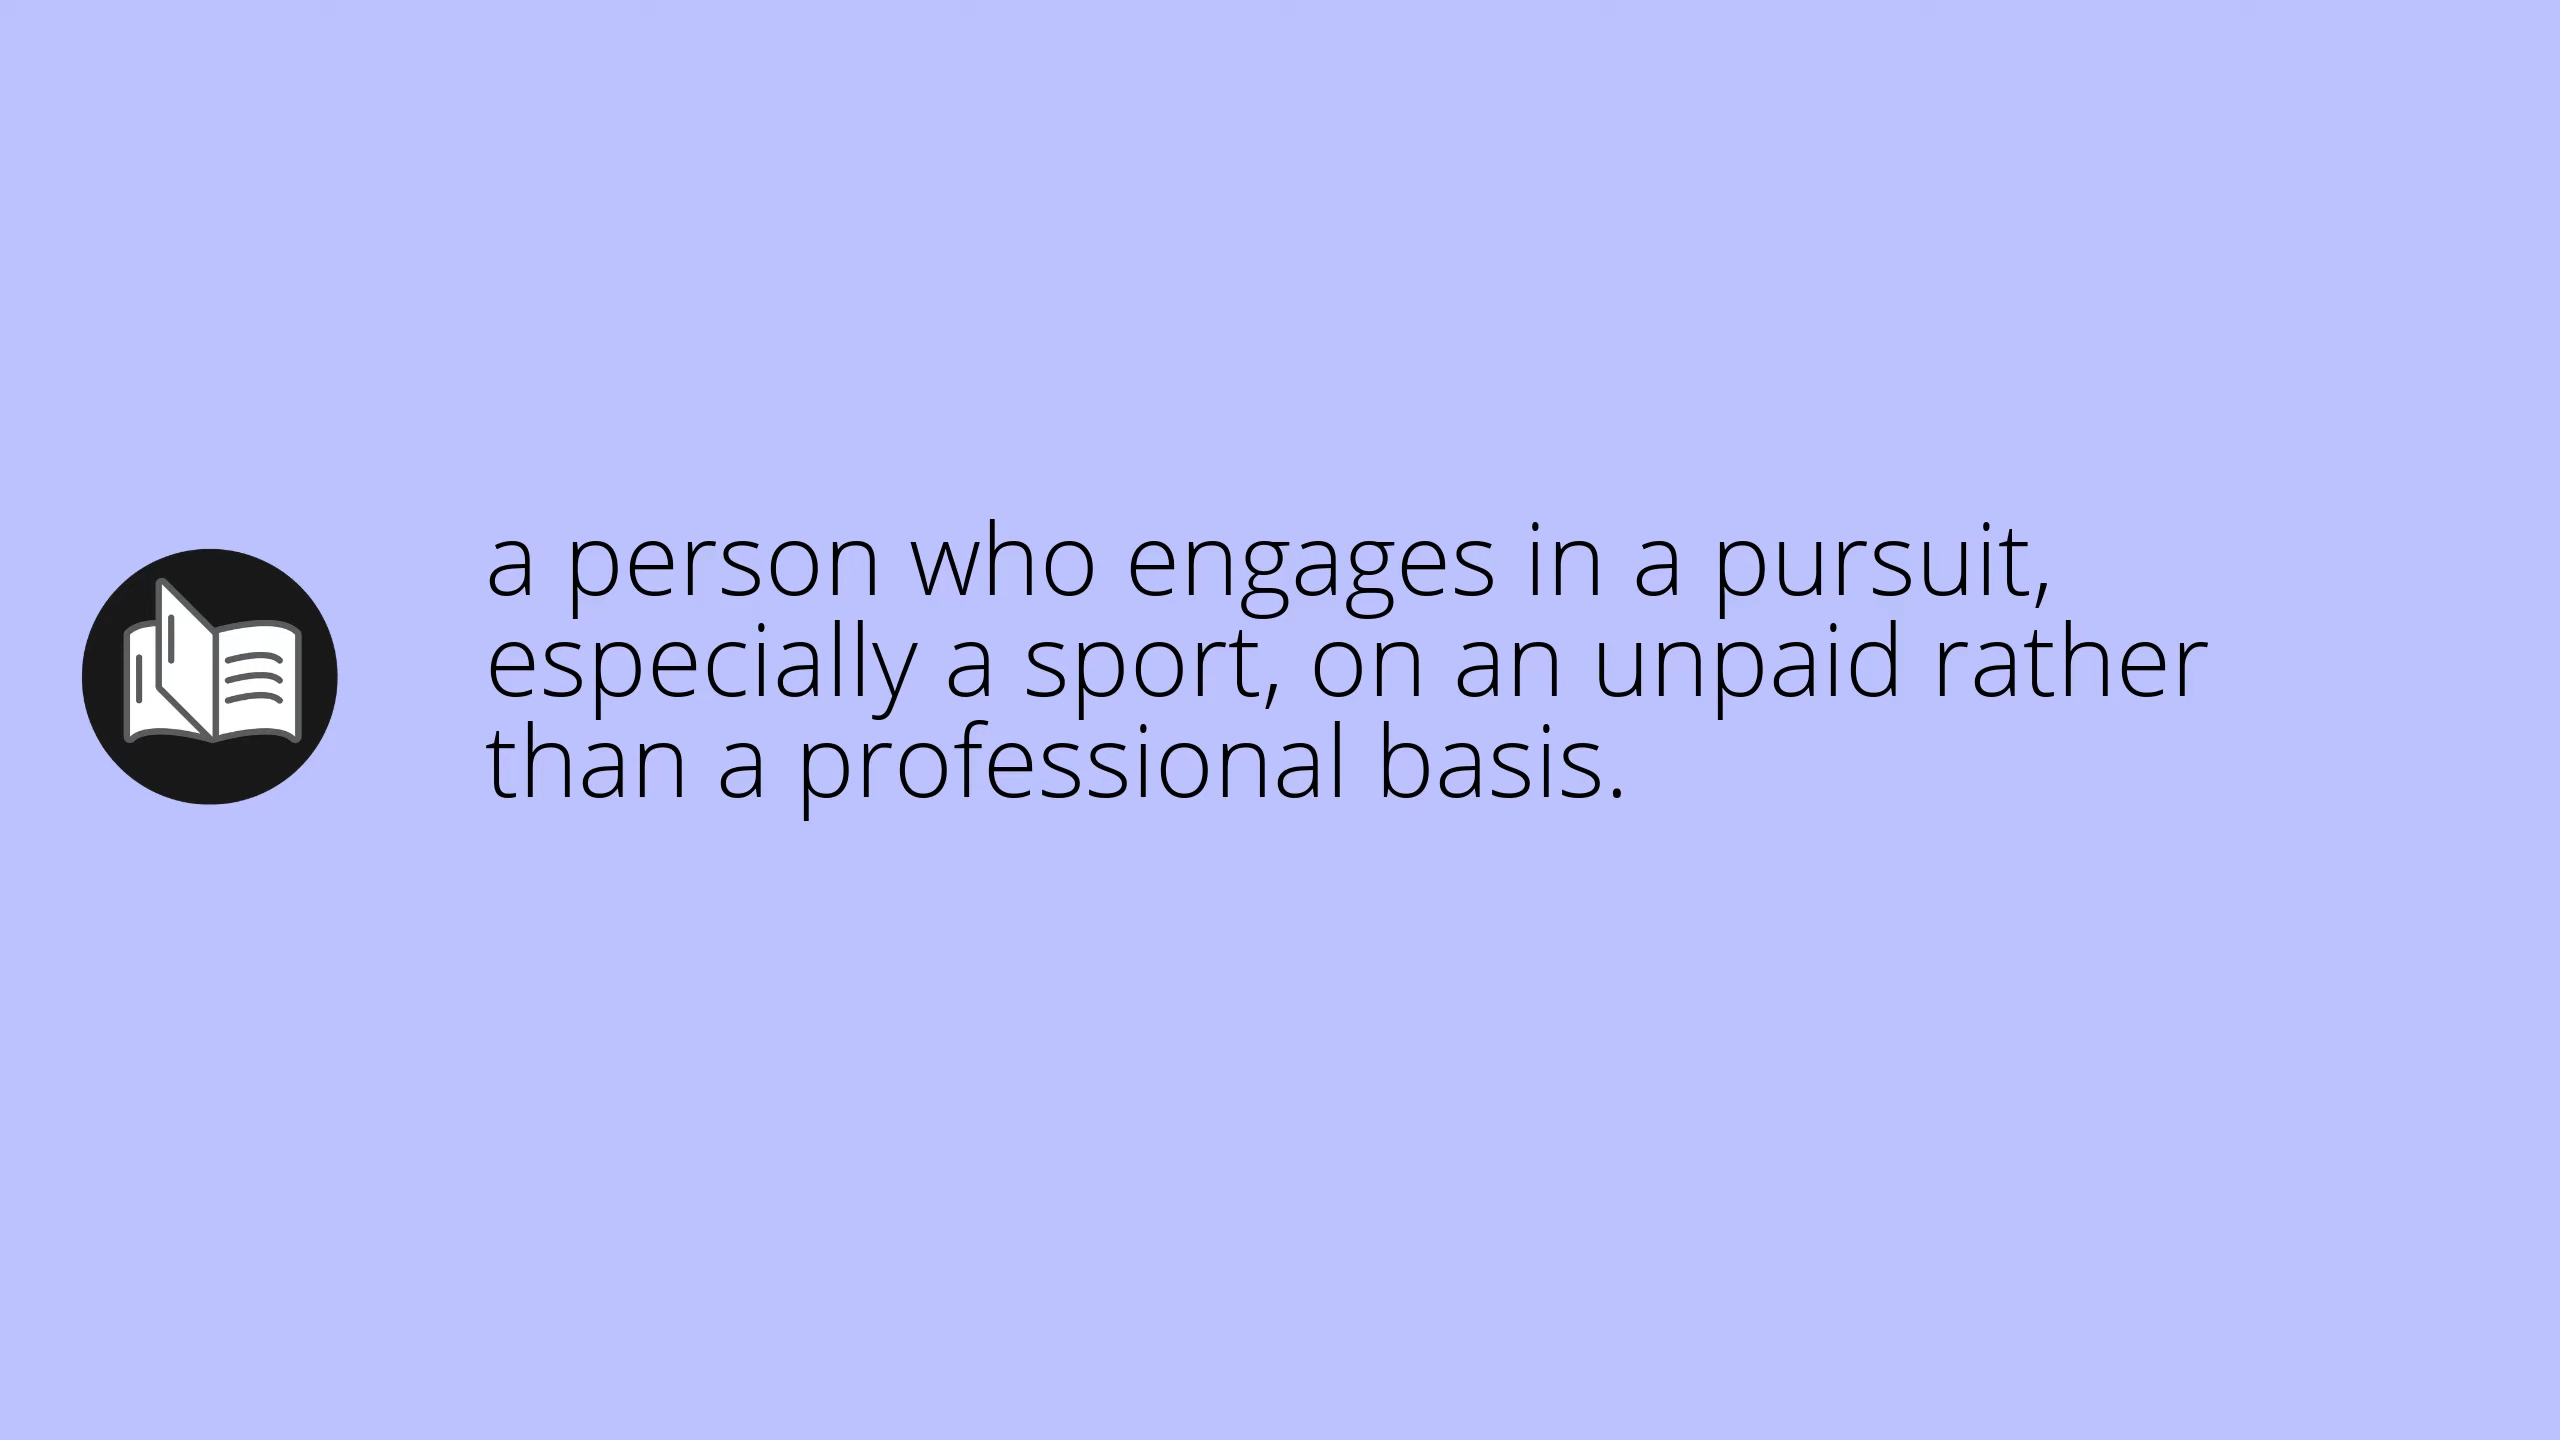 a person who engages in a pursuit,
especially a sport, on an unpaid rather
than a professional basis.